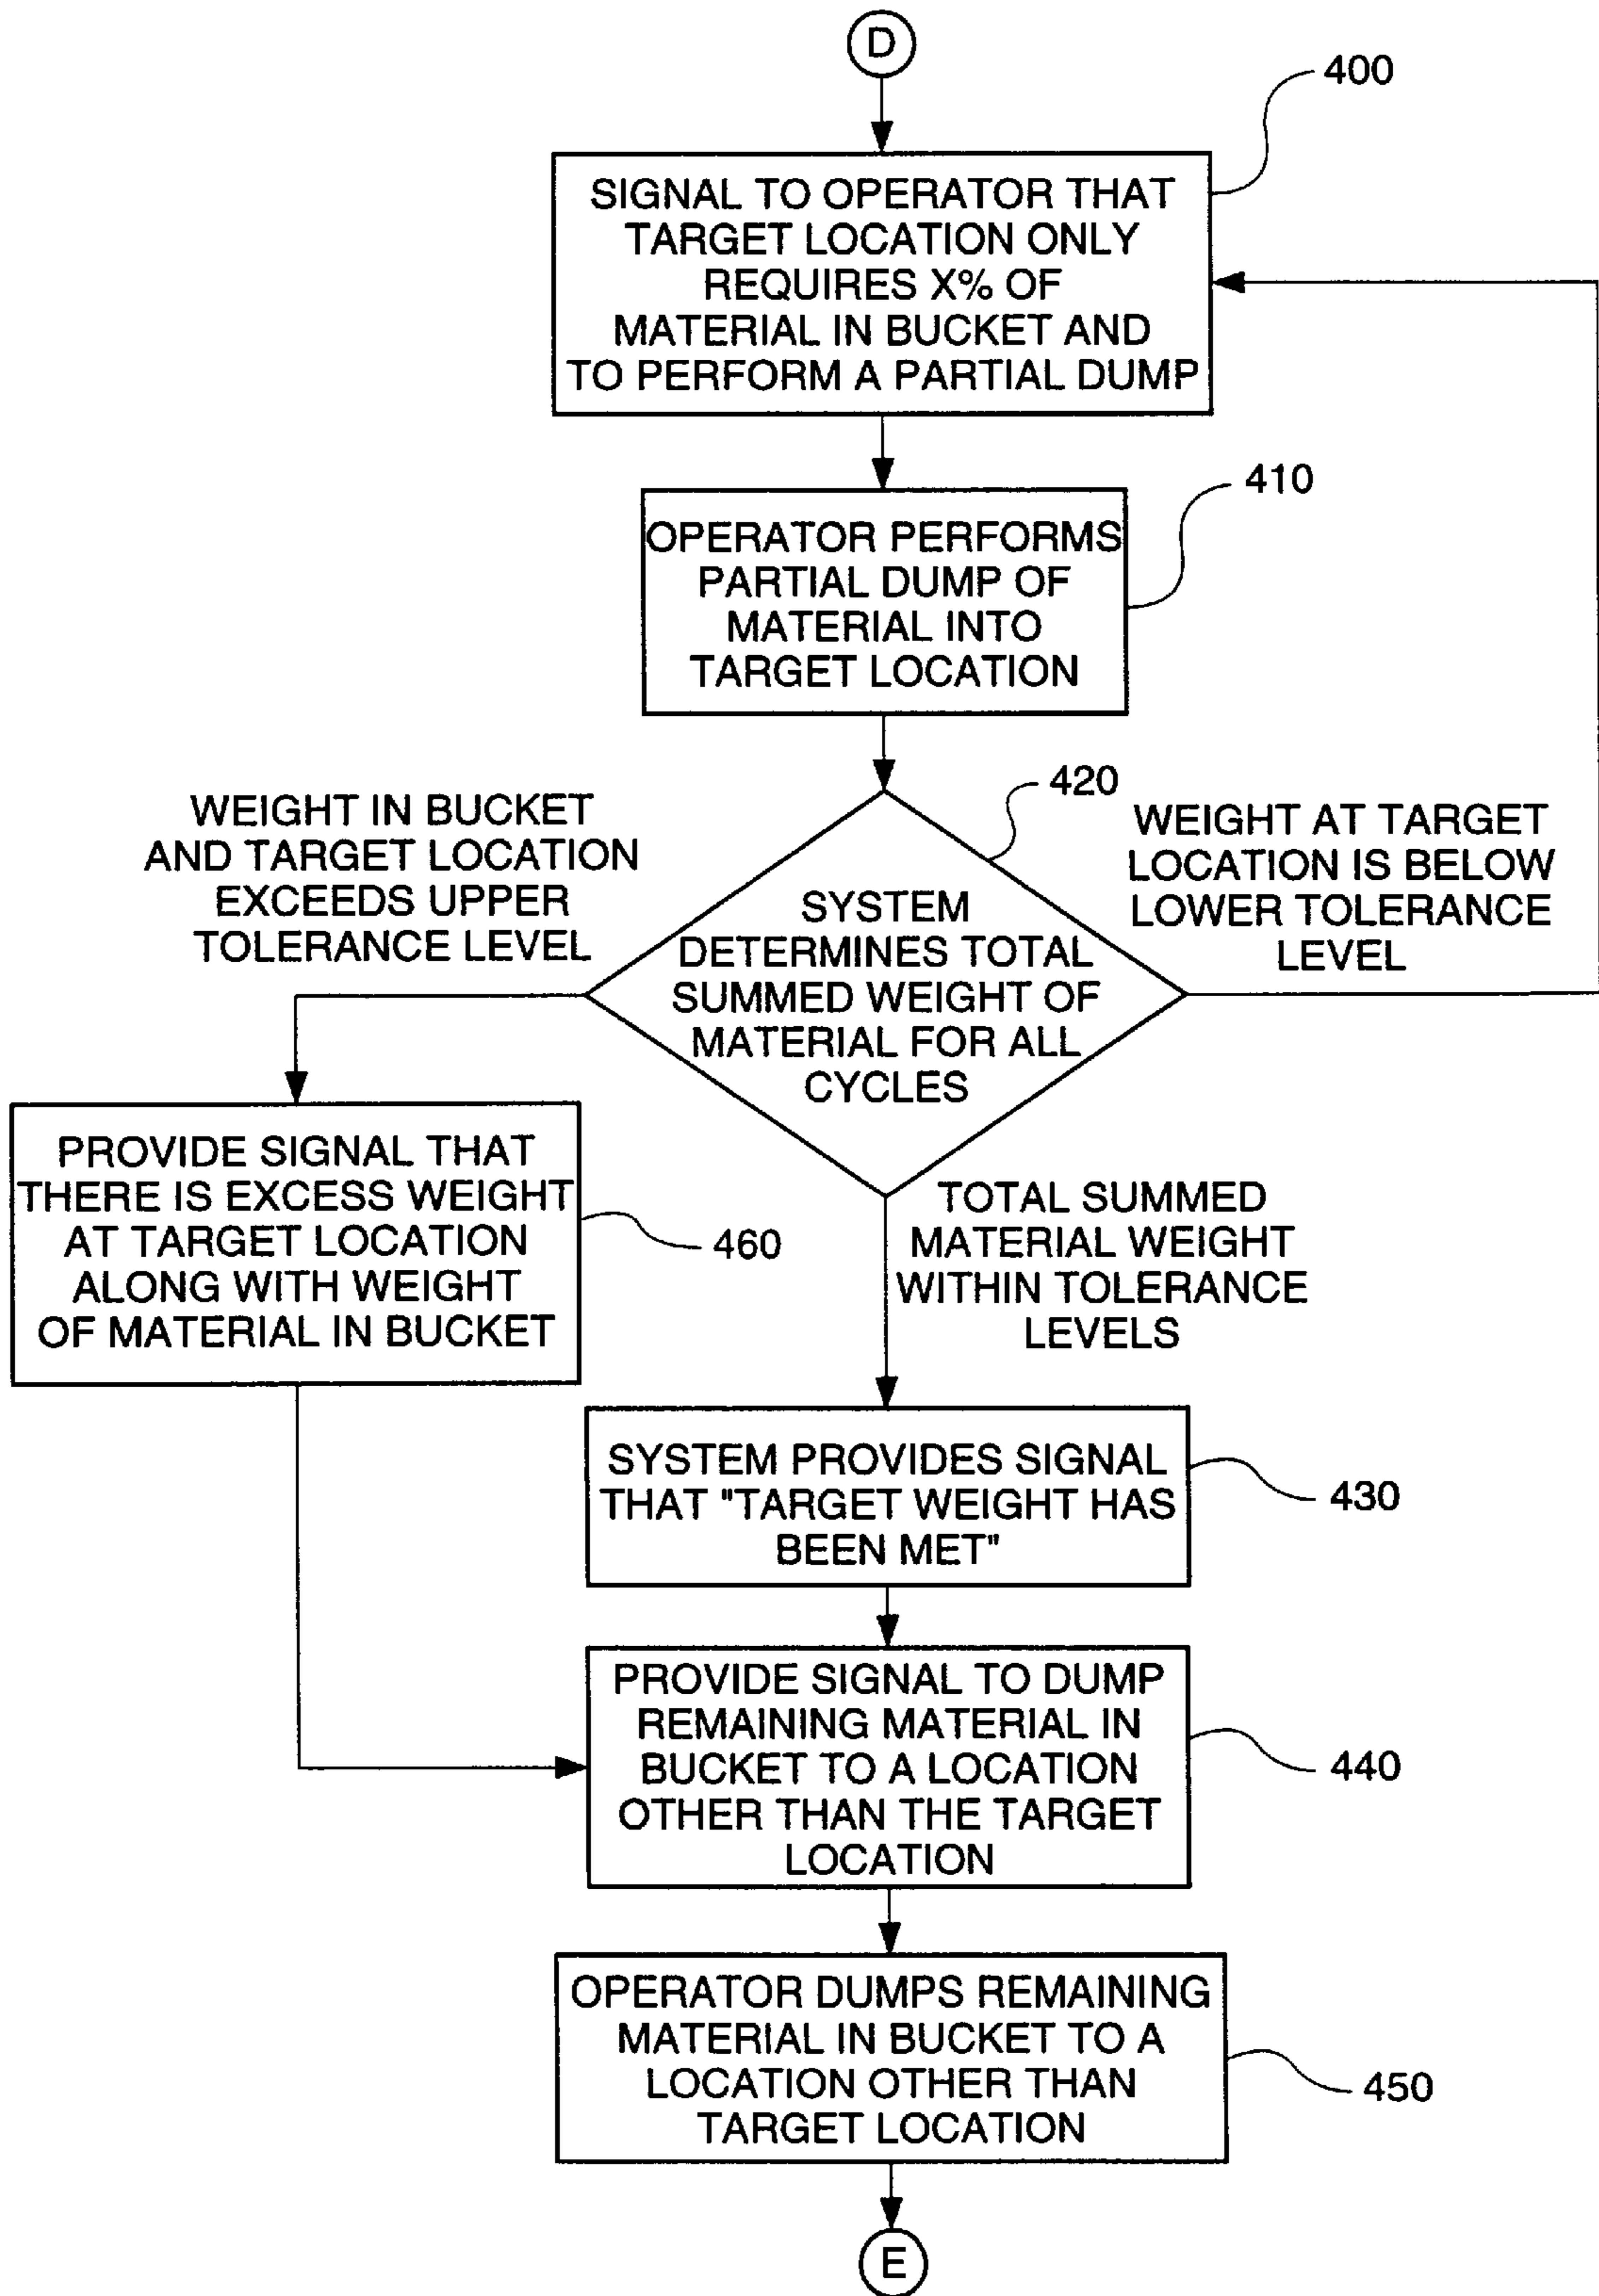 D
400
SIGNAL TO OPERATOR THAT
TARGET LOCATION ONLY
REQUIRES X% OF
MATERIAL IN BUCKET AND
TO PERFORM A PARTIAL DUMP
410
OPERATOR PERFORMS
PARTIAL DUMP OF
MATERIAL INTO
TARGET LOCATION
420
WEIGHT IN BUCKET
AND TARGET LOCATION
EXCEEDS UPPER
TOLERANCE LEVEL
SYSTEM
DETERMINES TOTAL
SUMMED WEIGHT OF
MATERIAL FOR ALL
CYCLES
WEIGHT AT TARGET
LOCATION IS BELOW
LOWER TOLERANCE
LEVEL
PROVIDE SIGNAL THAT
THERE IS EXCESS WEIGHT
AT TARGET LOCATION
ALONG WITH WEIGHT
OF MATERIAL IN BUCKET
460
TOTAL SUMMED
MATERIAL WEIGHT
WITHIN TOLERANCE
LEVELS
SYSTEM PROVIDES SIGNAL
THAT "TARGET WEIGHT HAS
BEEN MET"
430
PROVIDE SIGNAL TO DUMP
REMAINING MATERIAL IN
BUCKET TO A LOCATION
OTHER THAN THE TARGET
LOCATION
440
OPERATOR DUMPS REMAINING
MATERIAL IN BUCKET TO A
LOCATION OTHER THAN
TARGET LOCATION
450
E